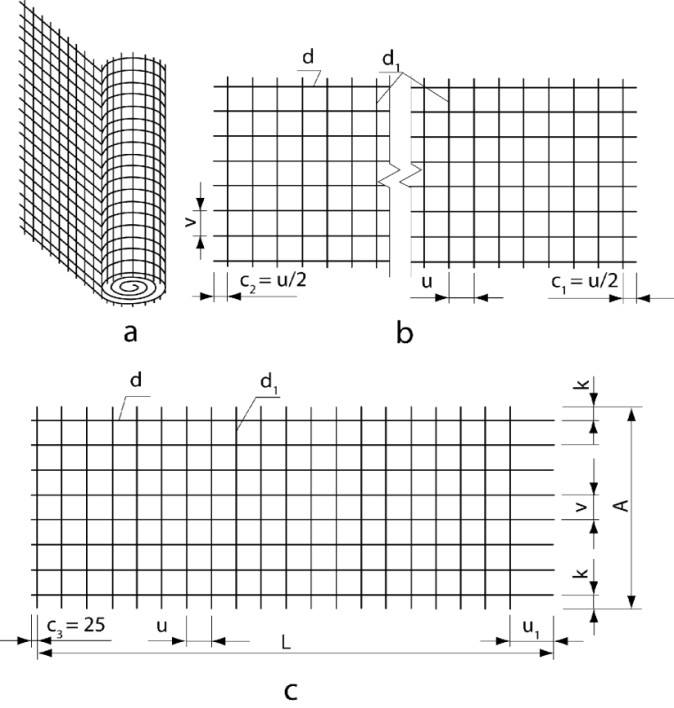 d
d₁
v
c₂ = u/2
u
c₁ = u/2
a
b
d
d₁
k
v
A
k
c₃ = 25
u
L
u₁
c